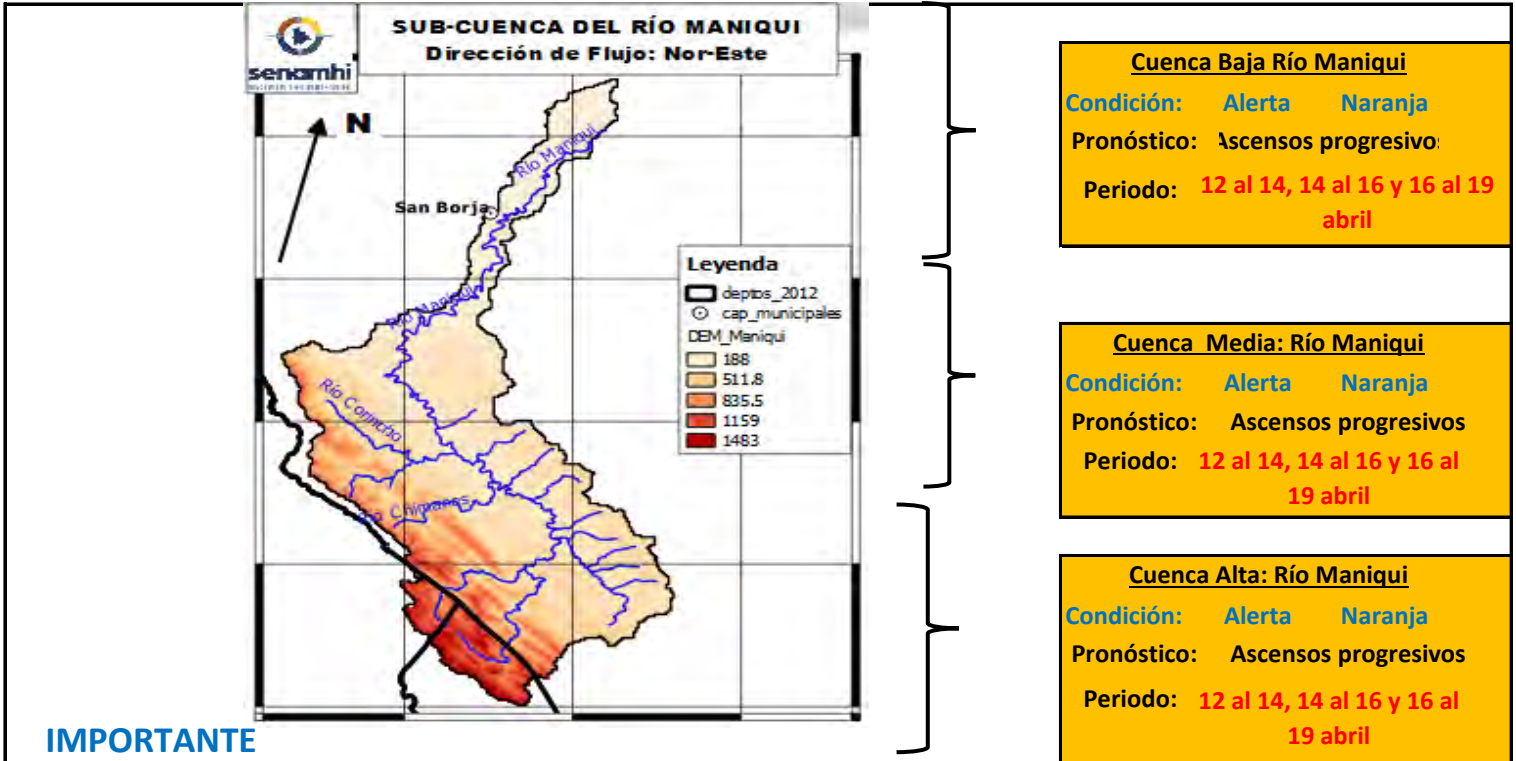 SUB-CUENCA DEL RÍO MANIQUI
Dirección de Flujo: Nor-Este
senamhi
N
Río Maniqui
San Borja
Río Maniqui
Río Corincho
Río Chimanes
Leyenda
deptos_2012
cap_municipales
DEM_Maniqui
188
511.8
835.5
1159
1483
Cuenca Baja Río Maniqui
Condición: Alerta Naranja
Pronóstico: Ascensos progresivo
Periodo: 12 al 14, 14 al 16 y 16 al 19
abril
Cuenca Media: Río Maniqui
Condición: Alerta Naranja
Pronóstico: Ascensos progresivos
Periodo: 12 al 14, 14 al 16 y 16 al
19 abril
Cuenca Alta: Río Maniqui
Condición: Alerta Naranja
Pronóstico: Ascensos progresivos
Periodo: 12 al 14, 14 al 16 y 16 al
19 abril
IMPORTANTE